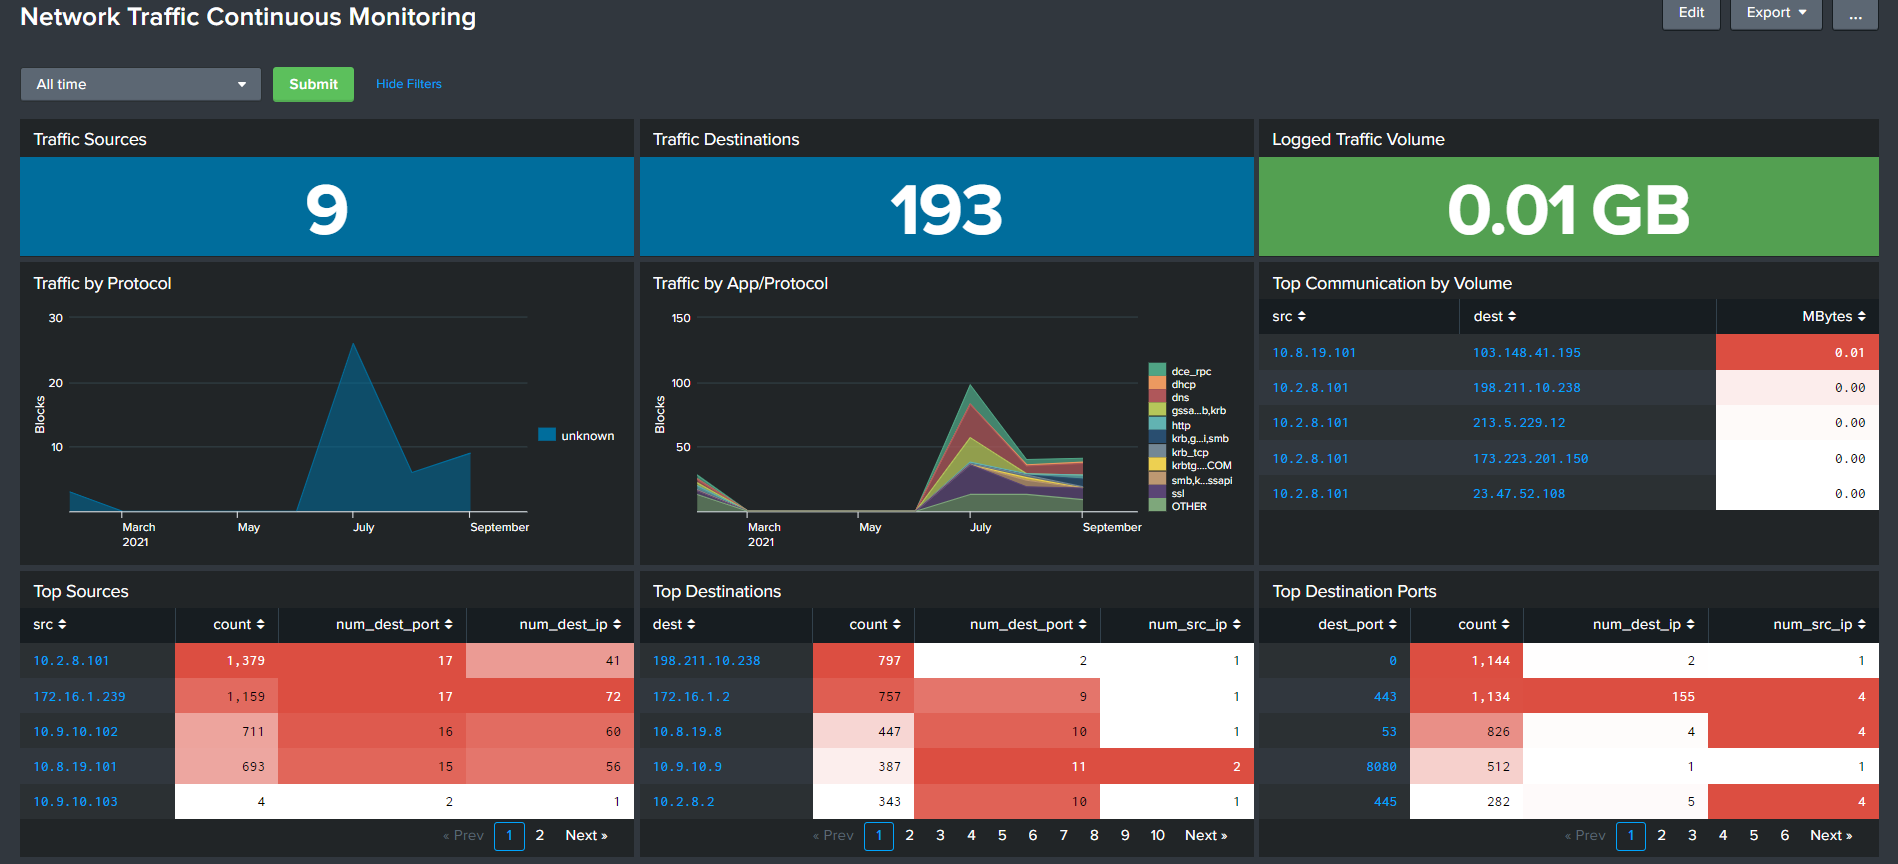 Network Traffic Continuous Monitoring
Edit Export ...
All time Submit Hide Filters
Traffic Sources
9
Traffic Destinations
193
Logged Traffic Volume
0.01 GB
Traffic by Protocol
30
20
10
Blocks
March
2021
May
July
September
unknown
Traffic by App/Protocol
150
100
50
Blocks
March
2021
May
July
September
dce_rpc
dhcp
dns
gssa...b,krb
http
krb,g...i,smb
krb_tcp
krbtg....COM
smb,k...ssapi
ssl
OTHER
Top Communication by Volume
src dest MBytes
10.8.19.101 103.148.41.195 0.01
10.2.8.101 198.211.10.238 0.00
10.2.8.101 213.5.229.12 0.00
10.2.8.101 173.223.201.150 0.00
10.2.8.101 23.47.52.108 0.00
Top Sources
src count num_dest_port num_dest_ip
10.2.8.101 1,379 17 41
172.16.1.239 1,159 17 72
10.9.10.102 711 16 60
10.8.19.101 693 15 56
10.9.10.103 4 2 1
« Prev 1 2 Next »
Top Destinations
dest count num_dest_port num_src_ip
198.211.10.238 797 2 1
172.16.1.2 757 9 1
10.8.19.8 447 10 1
10.9.10.9 387 11 2
10.2.8.2 343 10 1
« Prev 1 2 3 4 5 6 7 8 9 10 Next »
Top Destination Ports
dest_port count num_dest_ip num_src_ip
0 1,144 2 1
443 1,134 155 4
53 826 4 4
8080 512 1 1
445 282 5 4
« Prev 1 2 3 4 5 6 Next »